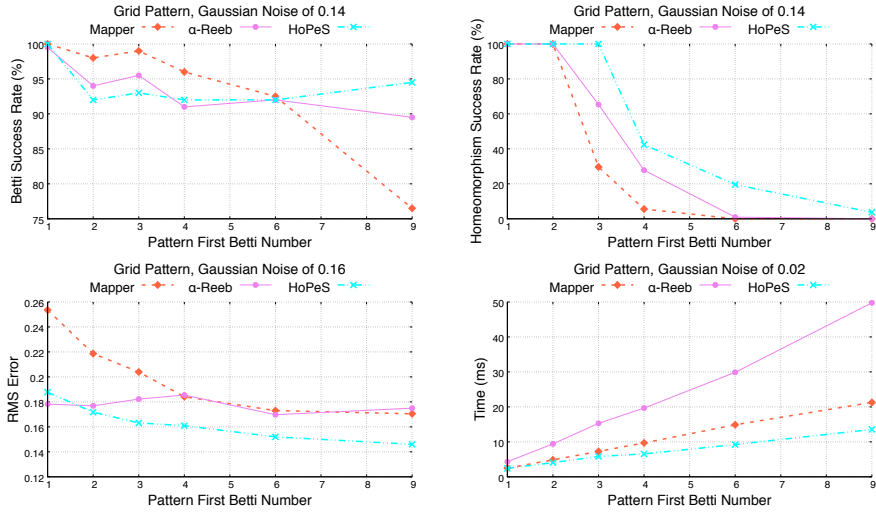 Grid Pattern, Gaussian Noise of 0.14
Mapper α-Reeb HoPeS
Betti Success Rate (%)
100
95
90
85
80
75
1 2 3 4 5 6 7 8 9
Pattern First Betti Number
Grid Pattern, Gaussian Noise of 0.14
Mapper α-Reeb HoPeS
Homeomorphism Success Rate (%)
100
80
60
40
20
0
1 2 3 4 5 6 7 8 9
Pattern First Betti Number
Grid Pattern, Gaussian Noise of 0.16
Mapper α-Reeb HoPeS
RMS Error
0.26
0.24
0.22
0.2
0.18
0.16
0.14
0.12
1 2 3 4 5 6 7 8 9
Pattern First Betti Number
Grid Pattern, Gaussian Noise of 0.02
Mapper α-Reeb HoPeS
Time (ms)
50
40
30
20
10
0
1 2 3 4 5 6 7 8 9
Pattern First Betti Number